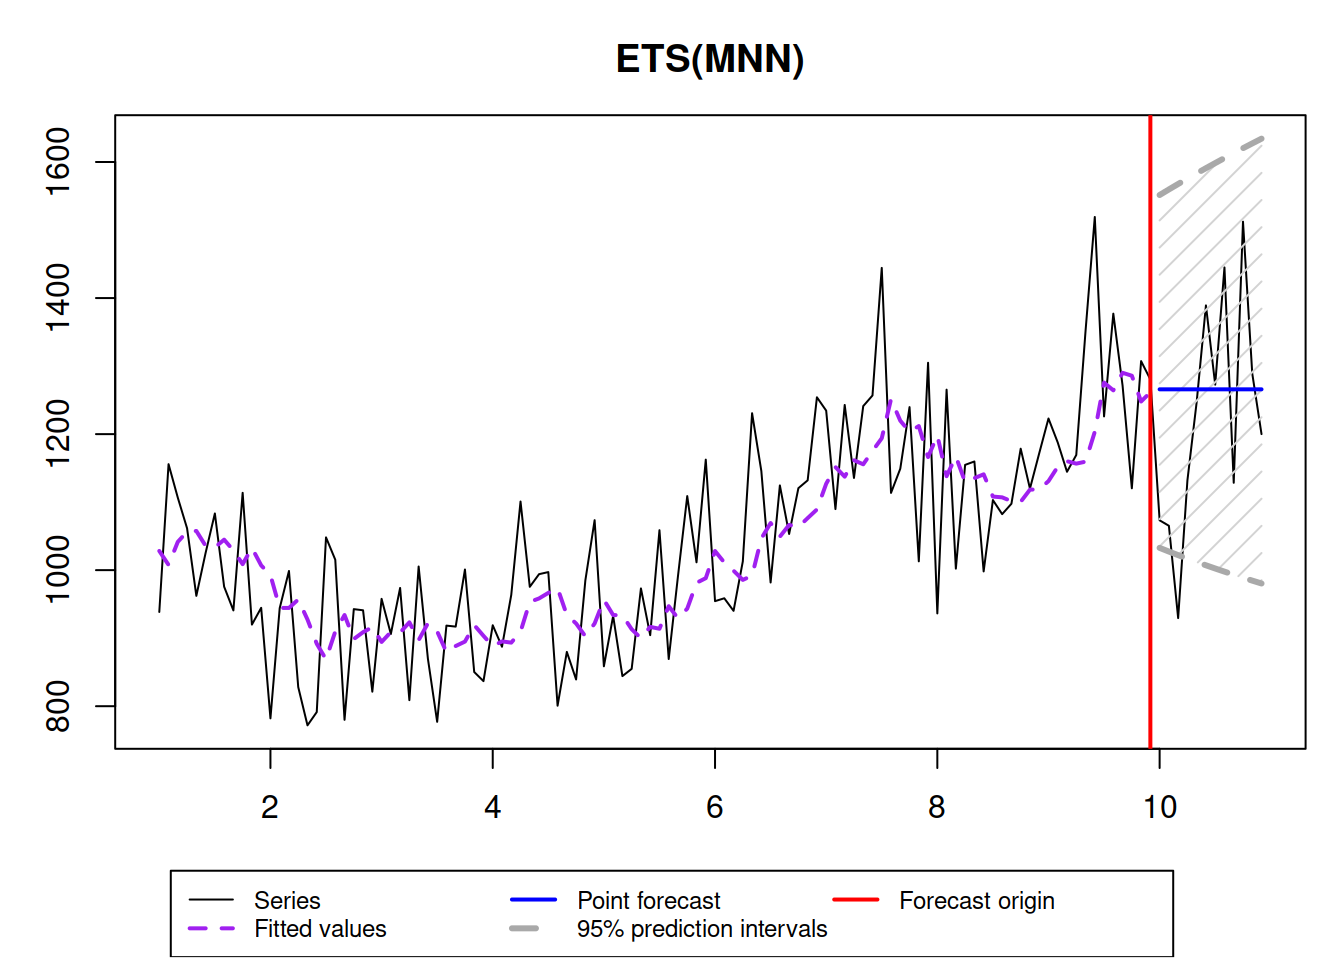 ETS(MNN)
1600
1400
1200
1000
800
2 4 6 8 10
Series Point forecast Forecast origin
Fitted values 95% prediction intervals